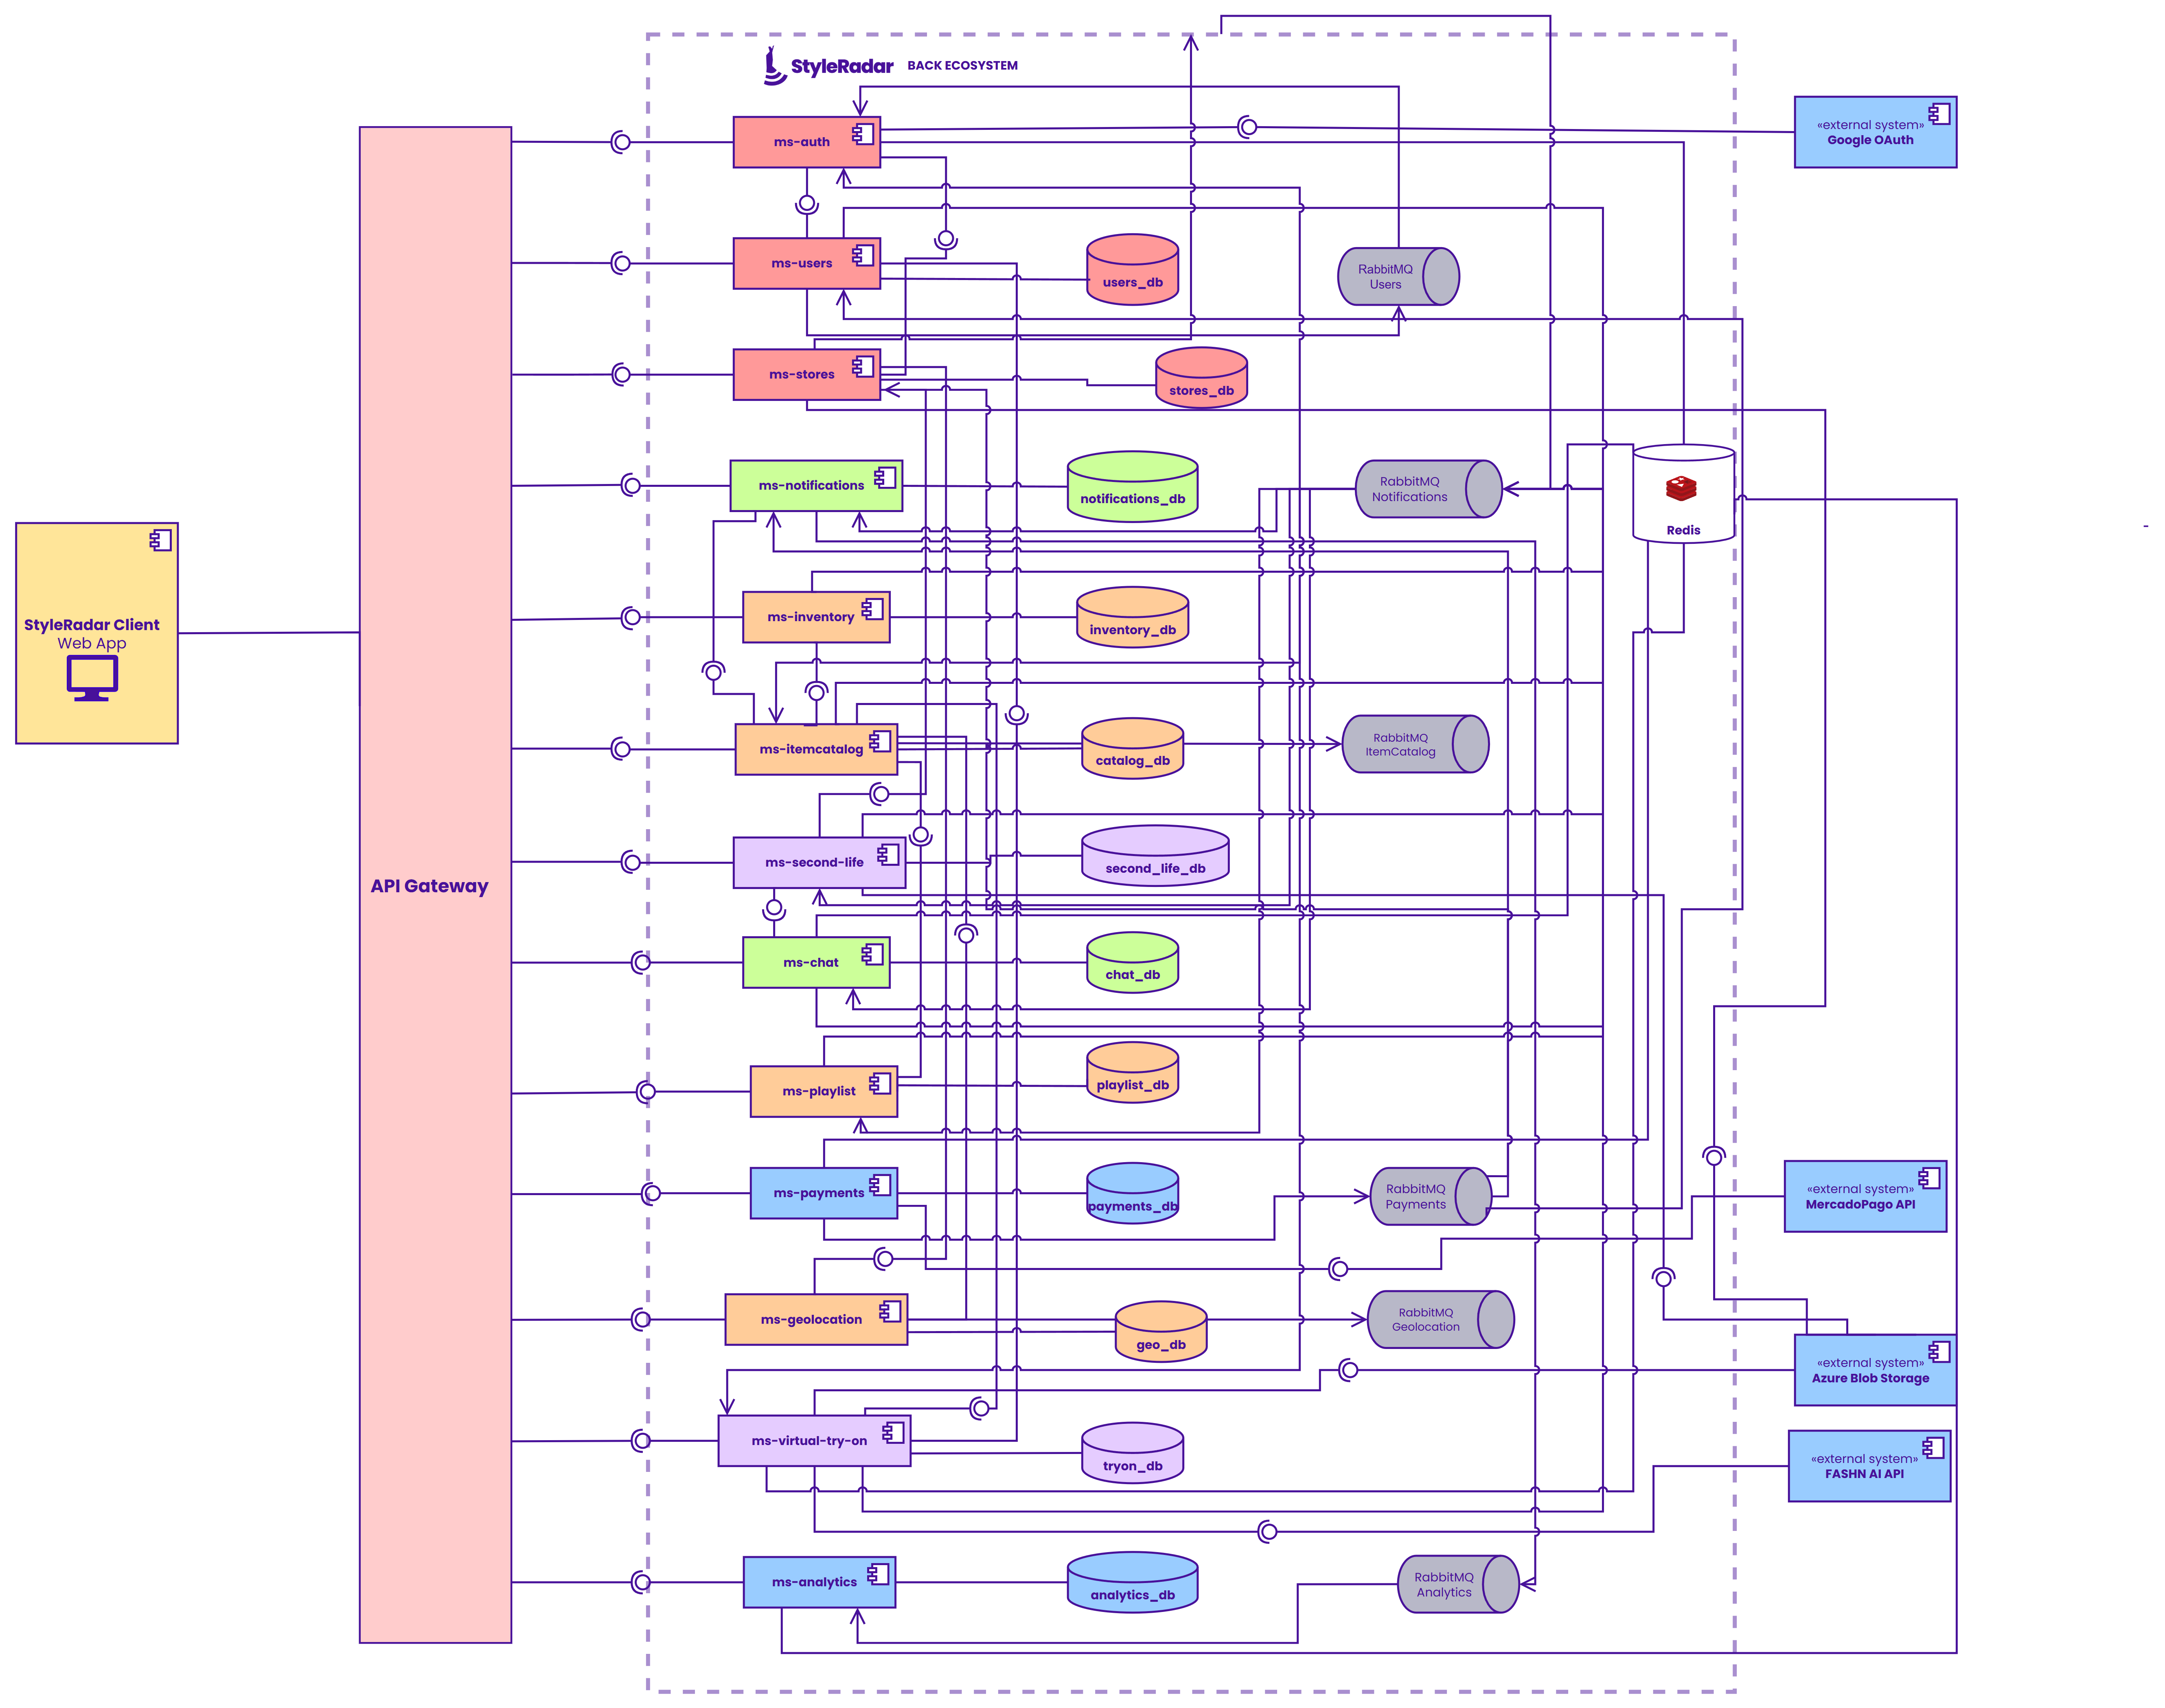 StyleRadar BACK ECOSYSTEM
«external system»
Google OAuth
ms-auth
ms-users
users_db
RabbitMQ
Users
ms-stores
stores_db
ms-notifications
notifications_db
RabbitMQ
Notifications
Redis
-
StyleRadar Client
Web App
ms-inventory
inventory_db
ms-itemcatalog
catalog_db
RabbitMQ
ItemCatalog
ms-second-life
second_life_db
API Gateway
ms-chat
chat_db
ms-playlist
playlist_db
ms-payments
payments_db
RabbitMQ
Payments
«external system»
MercadoPago API
ms-geolocation
geo_db
RabbitMQ
Geolocation
«external system»
Azure Blob Storage
ms-virtual-try-on
tryon_db
«external system»
FASHN AI API
ms-analytics
analytics_db
RabbitMQ
Analytics